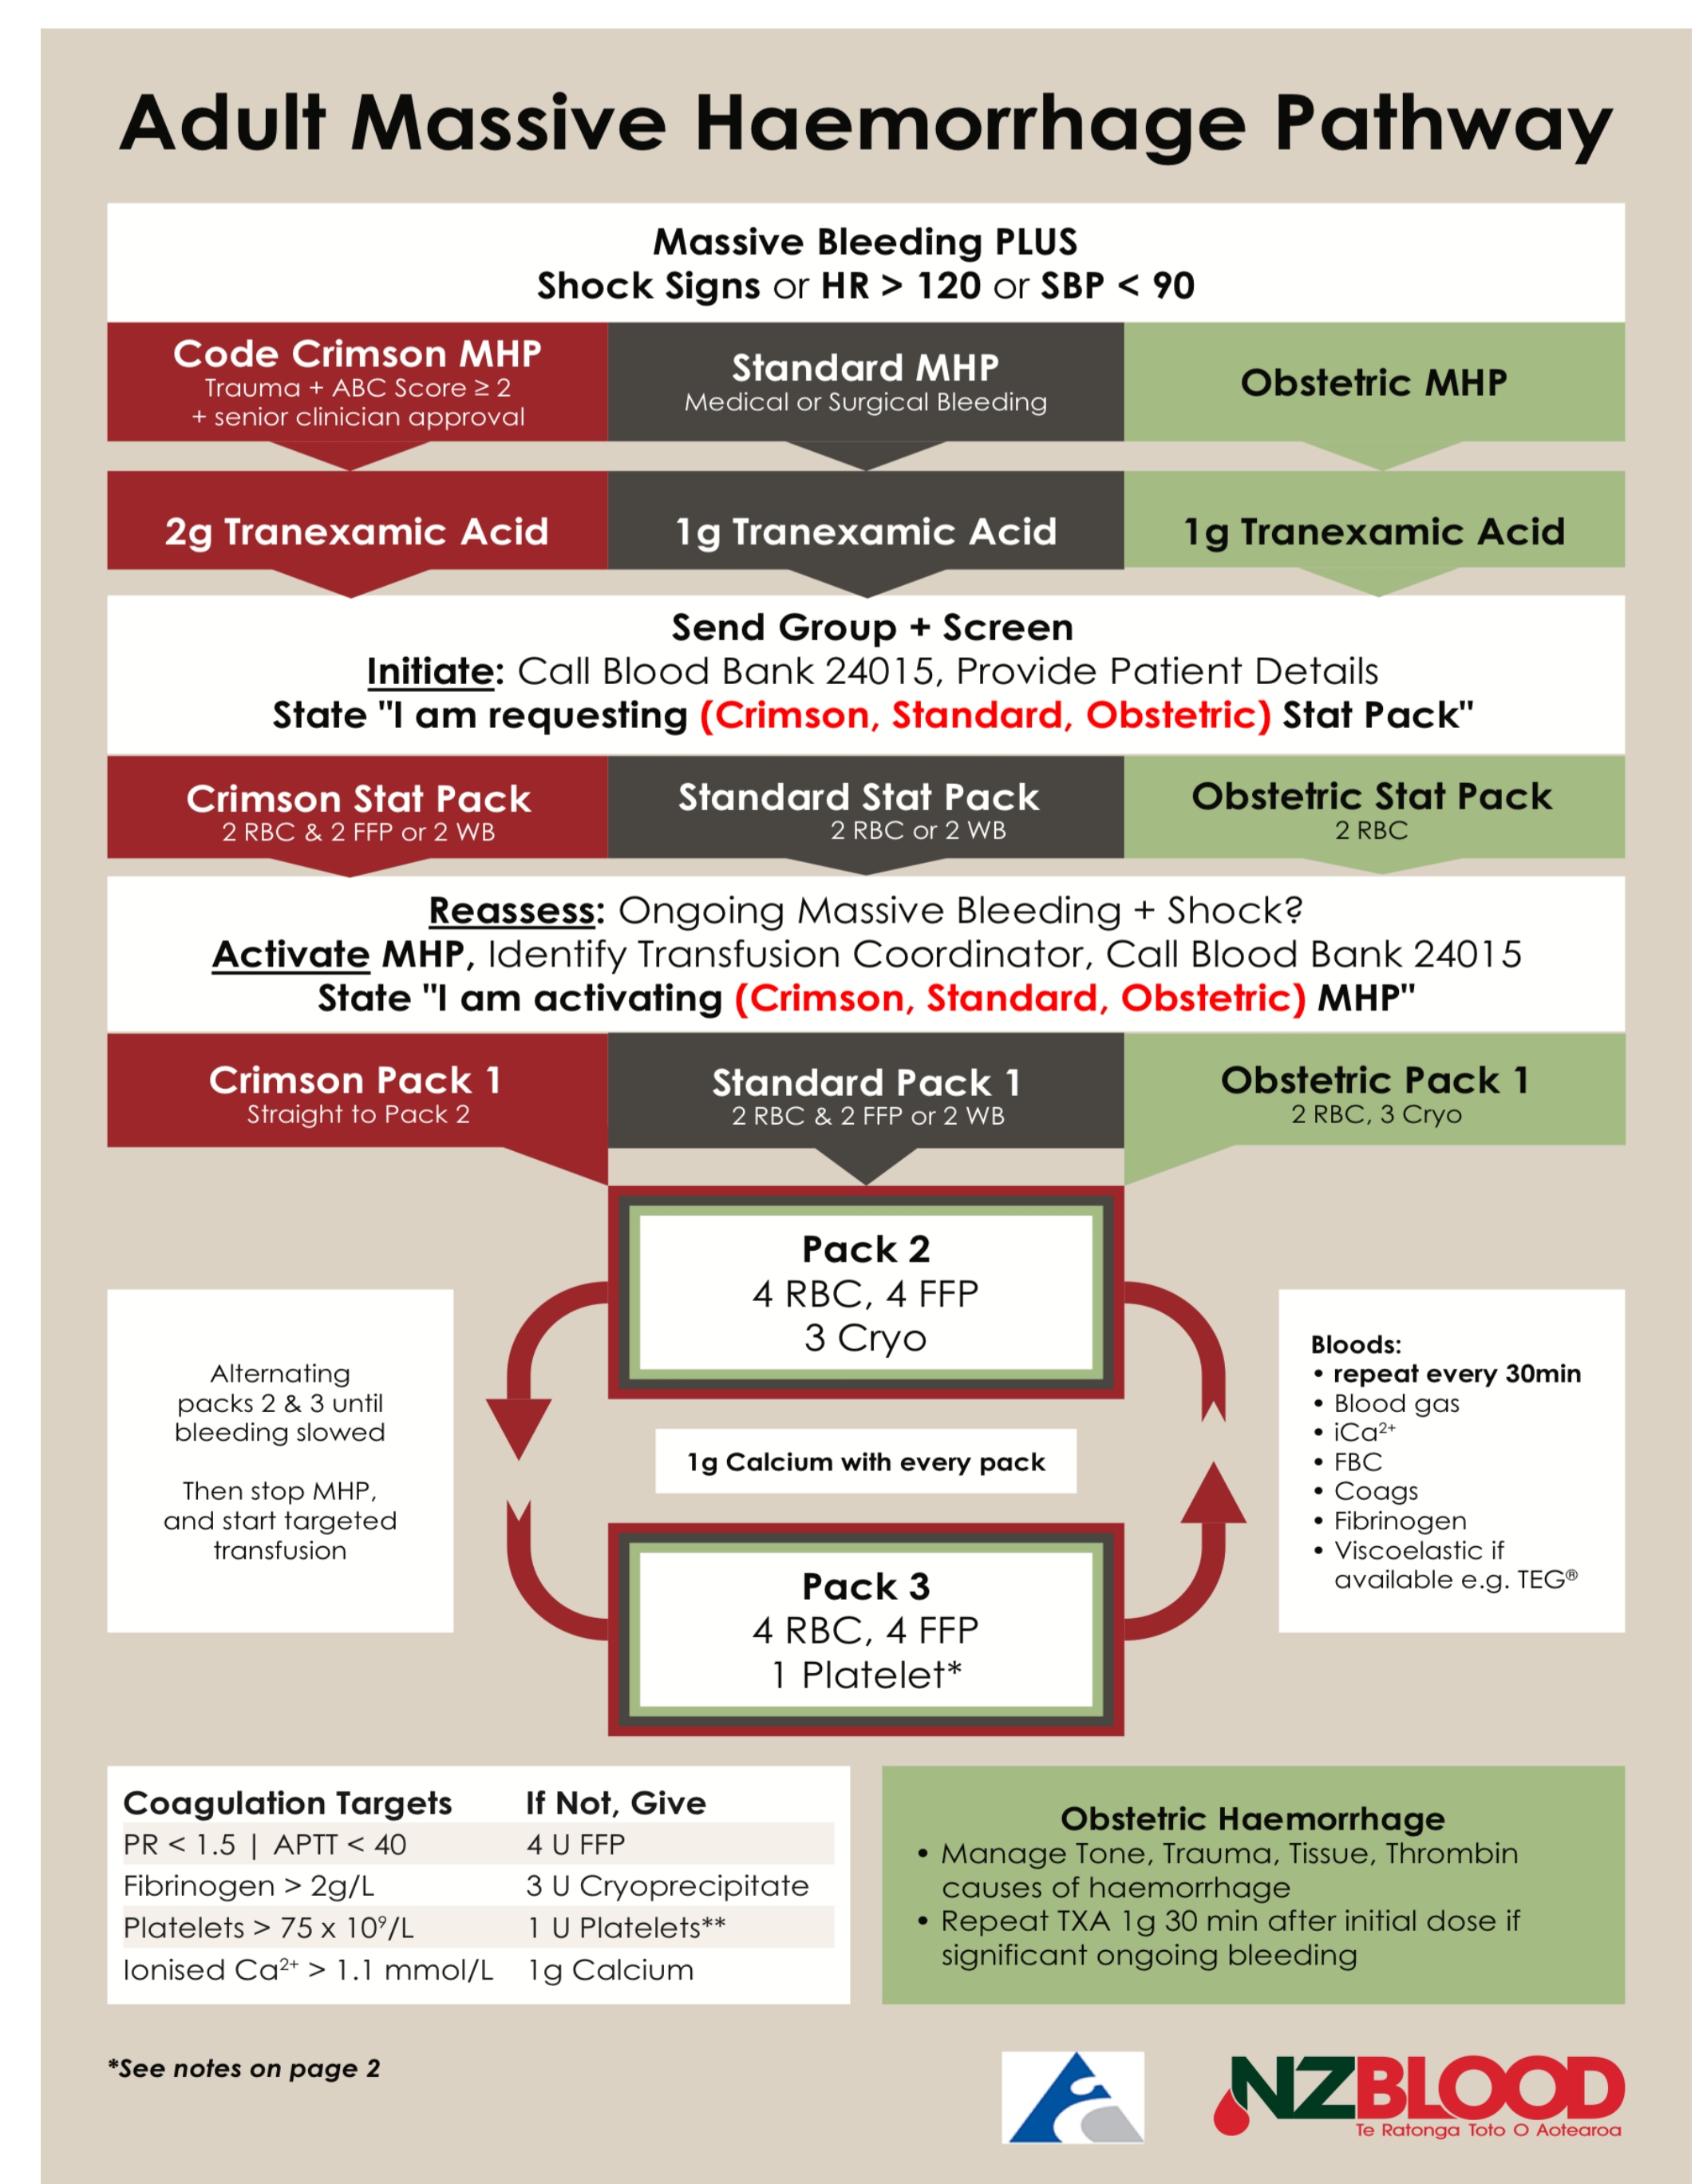 Adult Massive Haemorrhage Pathway
Massive Bleeding PLUS
Shock Signs or HR > 120 or SBP < 90
Code Crimson MHP
Trauma + ABC Score ≥ 2
+ senior clinician approval
Standard MHP
Medical or Surgical Bleeding
Obstetric MHP
2g Tranexamic Acid
1g Tranexamic Acid
1g Tranexamic Acid
Send Group + Screen
Initiate: Call Blood Bank 24015, Provide Patient Details
State "I am requesting (Crimson, Standard, Obstetric) Stat Pack"
Crimson Stat Pack
2 RBC & 2 FFP or 2 WB
Standard Stat Pack
2 RBC or 2 WB
Obstetric Stat Pack
2 RBC
Reassess: Ongoing Massive Bleeding + Shock?
Activate MHP, Identify Transfusion Coordinator, Call Blood Bank 24015
State "I am activating (Crimson, Standard, Obstetric) MHP"
Crimson Pack 1
Straight to Pack 2
Standard Pack 1
2 RBC & 2 FFP or 2 WB
Obstetric Pack 1
2 RBC, 3 Cryo
Pack 2
4 RBC, 4 FFP
3 Cryo
Alternating
packs 2 & 3 until
bleeding slowed
Then stop MHP,
and start targeted
transfusion
1g Calcium with every pack
Bloods:
• repeat every 30min
• Blood gas
• iCa²⁺
• FBC
• Coags
• Fibrinogen
• Viscoelastic if
available e.g. TEG®
Pack 3
4 RBC, 4 FFP
1 Platelet*
Coagulation Targets If Not, Give
PR < 1.5 | APTT < 40 4 U FFP
Fibrinogen > 2g/L 3 U Cryoprecipitate
Platelets > 75 x 10⁹/L 1 U Platelets**
Ionised Ca²⁺ > 1.1 mmol/L 1g Calcium
Obstetric Haemorrhage
• Manage Tone, Trauma, Tissue, Thrombin
causes of haemorrhage
• Repeat TXA 1g 30 min after initial dose if
significant ongoing bleeding
*See notes on page 2
NZBLOOD
Te Ratonga Toto O Aotearoa